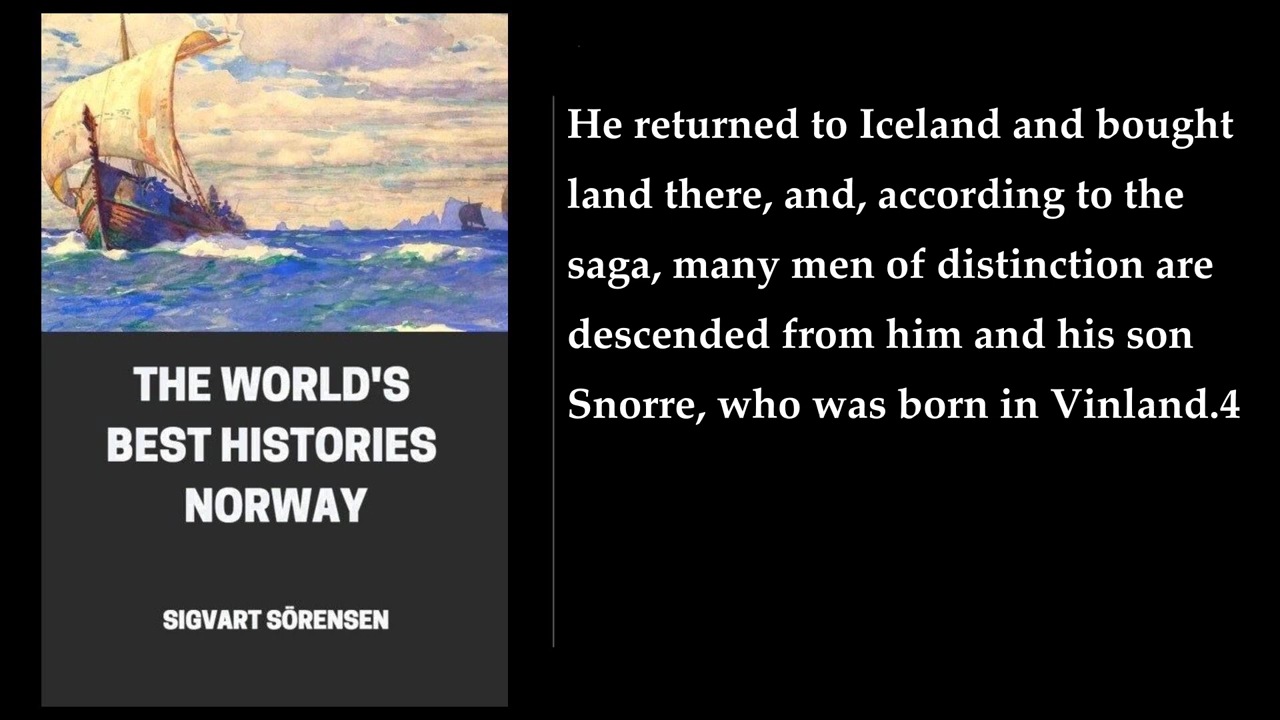 THE WORLD'S
BEST HISTORIES
NORWAY
SIGVART SÖRENSEN
He returned to Iceland and bought
land there, and, according to the
saga, many men of distinction are
descended from him and his son
Snorre, who was born in Vinland.4